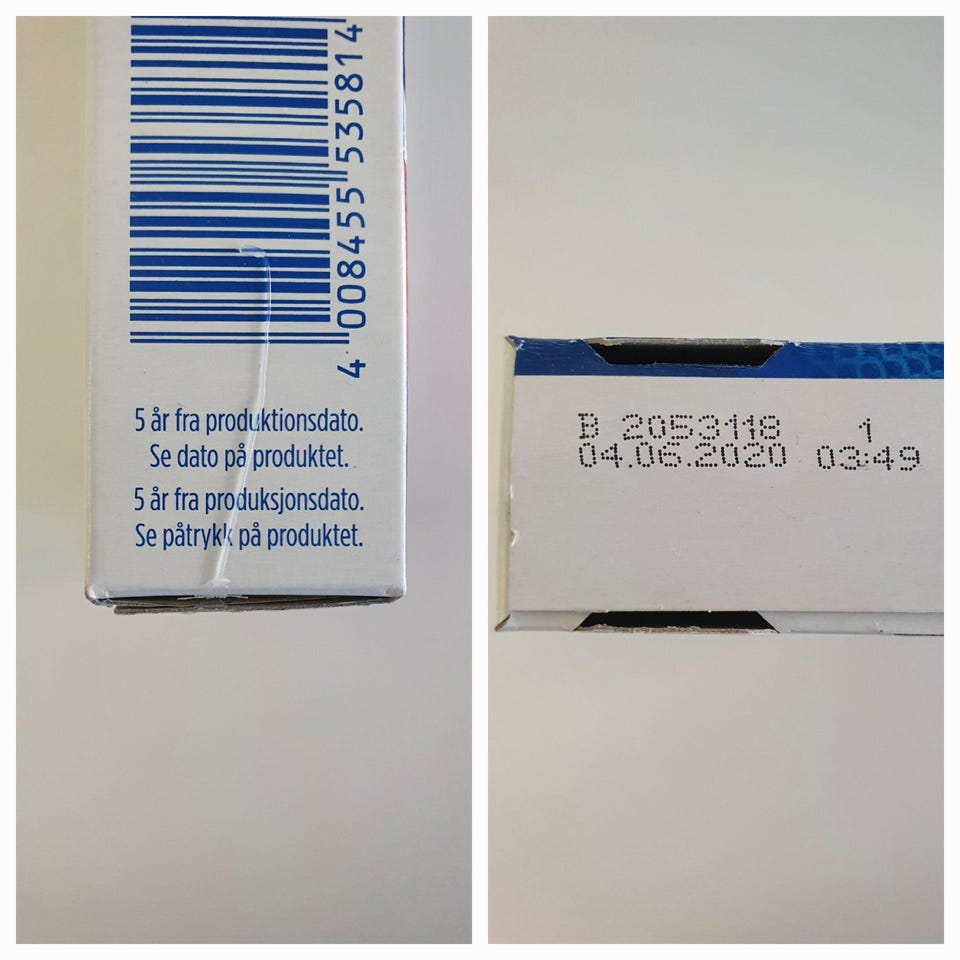 4 008455 535814
5 år fra produktionsdato.
Se dato på produktet.
5 år fra produksjonsdato.
Se påtrykk på produktet.
B 2053118 1
04.06.2020 03:49